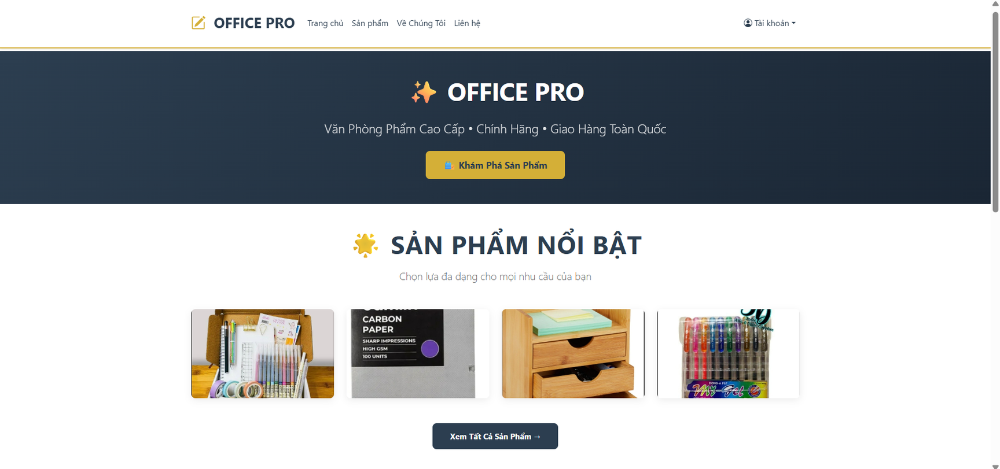 OFFICE PRO Trang chủ Sản phẩm Về Chúng Tôi Liên hệ Tài khoản
OFFICE PRO
Văn Phòng Phẩm Cao Cấp • Chính Hãng • Giao Hàng Toàn Quốc
Khám Phá Sản Phẩm
SẢN PHẨM NỔI BẬT
Chọn lựa đa dạng cho mọi nhu cầu của bạn
CARBON
PAPER
SHARP IMPRESSIONS
HIGH GSM
100 UNITS
DONG-A PST
My-Gel
Xem Tất Cả Sản Phẩm →